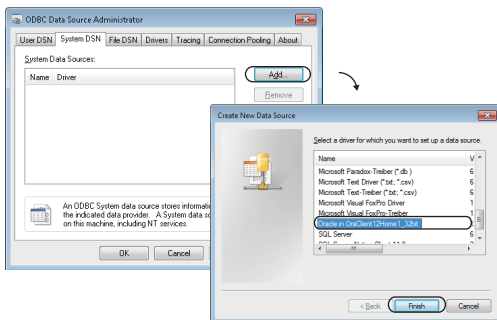 ODBC Data Source Administrator
User DSN System DSN File DSN Drivers Tracing Connection Pooling About
System Data Sources:
Name Driver
Add...
Remove
An ODBC System data source stores
the indicated data provider. A System data
on this machine, including NT services.
OK Cancel
Create New Data Source
Select a driver for which you want to set up a data source.
Name V
Microsoft Paradox-Treiber (*.db ) 6
Microsoft Text Driver (*.txt; *.csv) 6
Microsoft Text-Treiber (*.txt; *.csv) 6
Microsoft Visual FoxPro Driver 1
Microsoft Visual FoxPro-Treiber 1
Oracle in OraClient12Home1_32bit
SQL Server 6
< Back Finish Cancel